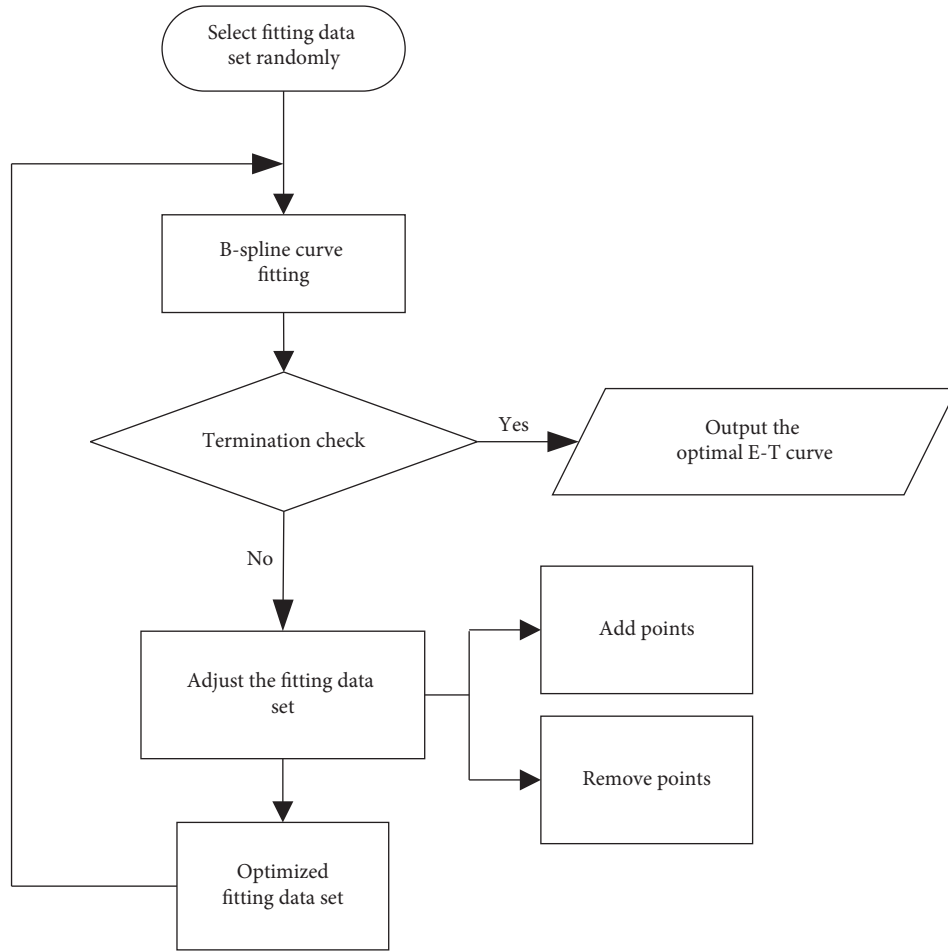 Select fitting data
set randomly
B-spline curve
fitting
Termination check
Yes
Output the
optimal E-T curve
No
Adjust the fitting data
set
Add points
Remove points
Optimized
fitting data set